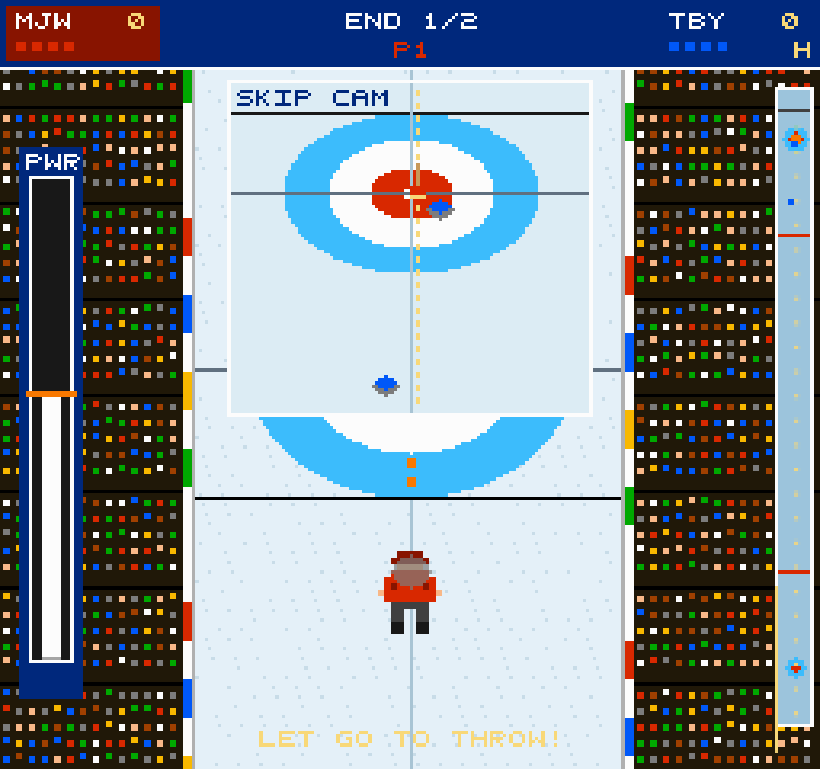 MJW 0
END 1/2
TBY 0
P1
H
SKIP CAM
PWR
LET GO TO THROW!